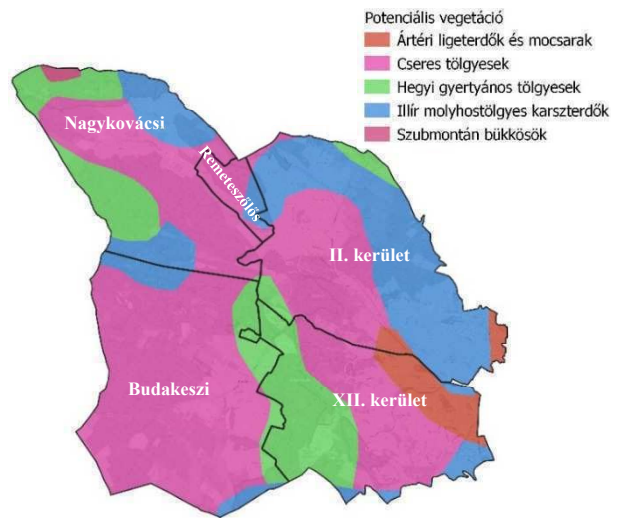 Potenciális vegetáció
Ártéri ligeterdők és mocsarak
Cseres tölgyesek
Hegyi gyertyános tölgyesek
Illír molyhostölgyes karszterdők
Szubmontán bükkösök
Nagykovácsi
Remeteszőlős
II. kerület
Budakeszi
XII. kerület